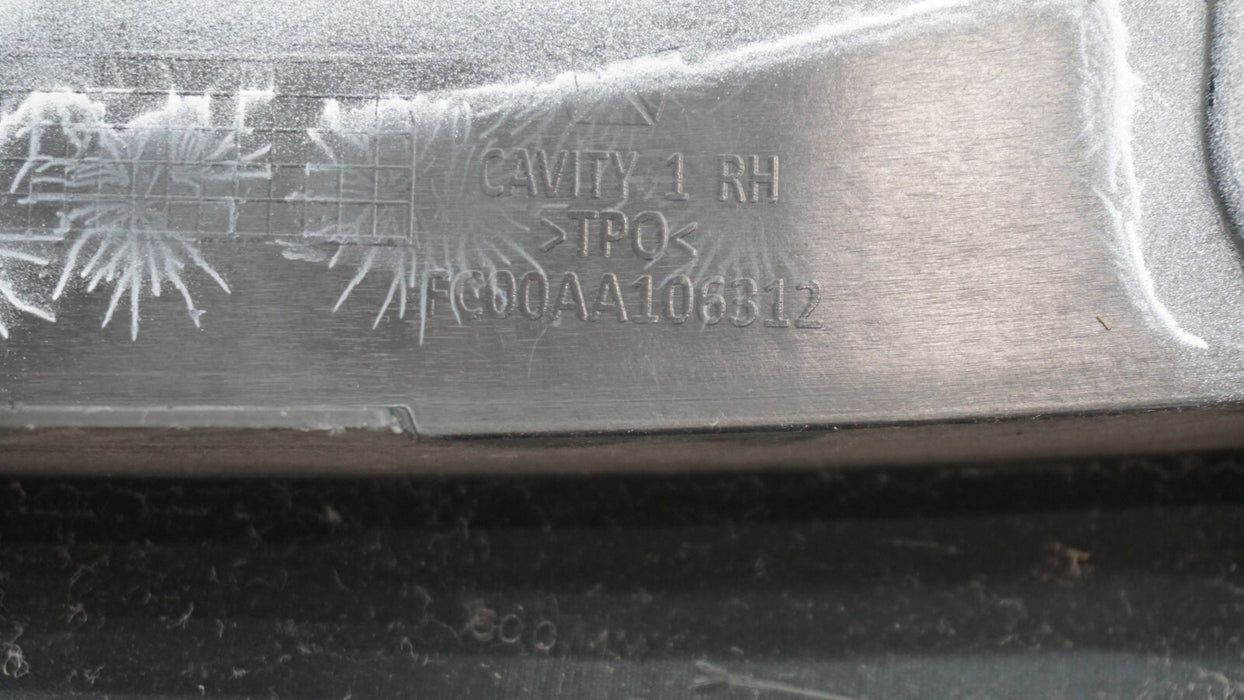 CAVITY 1 RH
>TPO<
FC00AA106312